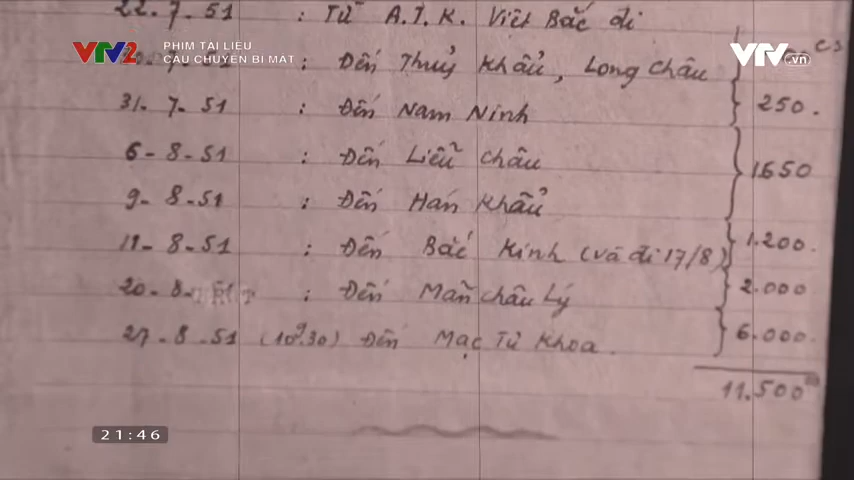 22.7.51 : Từ A.T.K. Việt Bắc đi
VTV2 PHIM TÀI LIỆU
CÂU CHUYỆN BÍ MẬT
VTV.vn
: Đến Thuỷ Khẩu, Long Châu
31-7-51 : Đến Nam Ninh 250.
6-8-51 : Đến Liễu Châu 1.650
9-8-51 : Đến Hán Khẩu
11-8-51 : Đến Bắc Kinh (và đi 17/8) 1.200.
20-8- : Đến Mãn Châu Lý 2.000
27-8-51 (10g30) Đến Mạc Tư Khoa. 6.000.
11.500
21:46